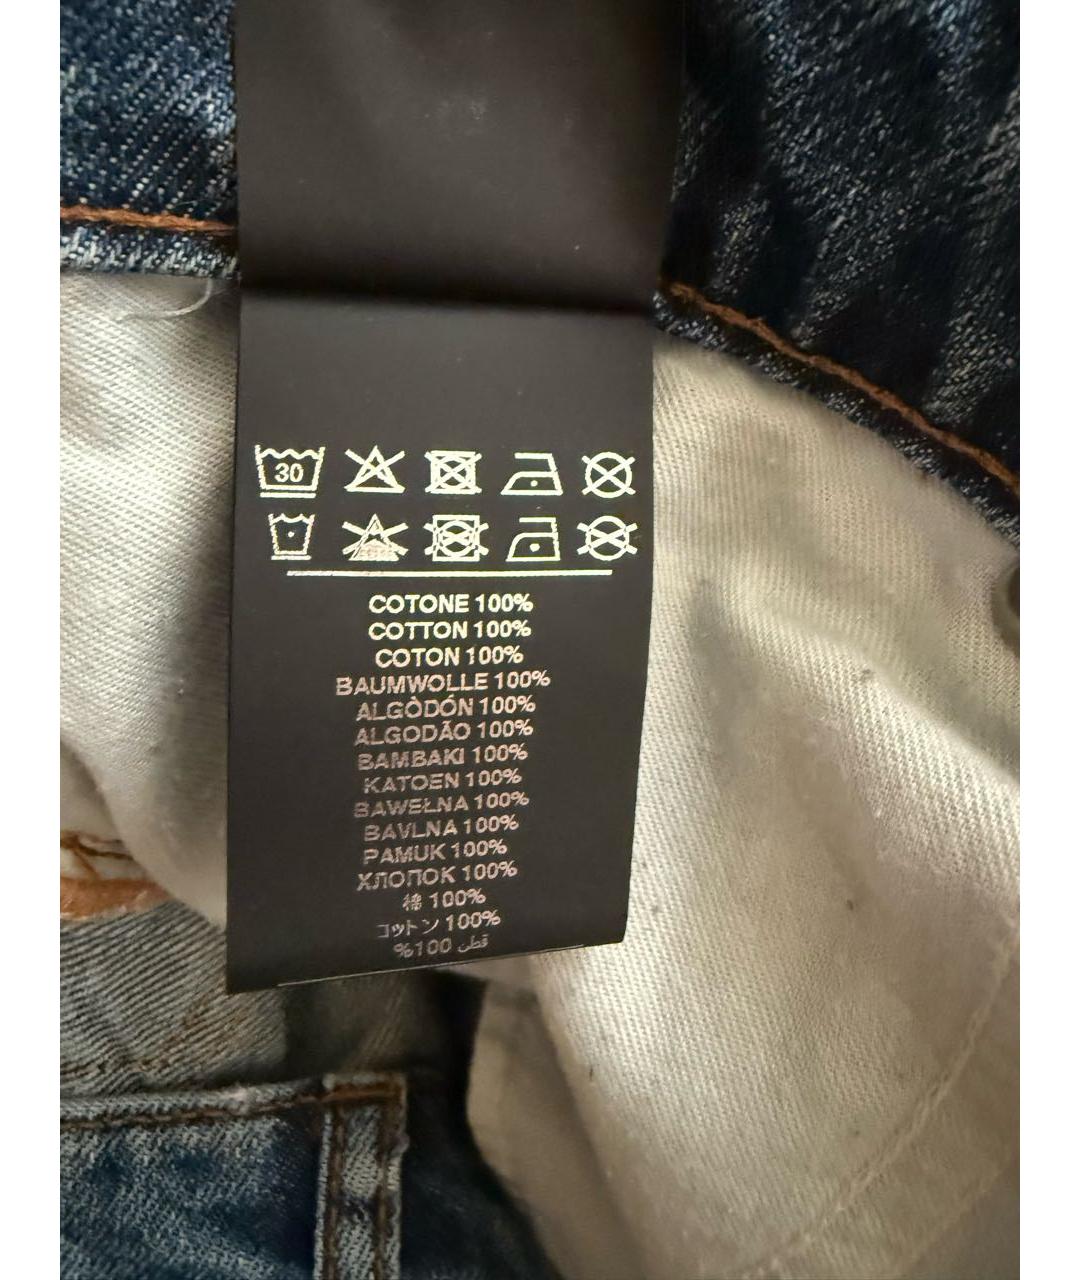 30
COTONE 100%
COTTON 100%
COTON 100%
BAUMWOLLE 100%
ALGODÓN 100%
ALGODÃO 100%
BAMBAKI 100%
KATOEN 100%
BAWEŁNA 100%
BAVLNA 100%
PAMUK 100%
ХЛОПОК 100%
棉 100%
コットン 100%
قطن 100%